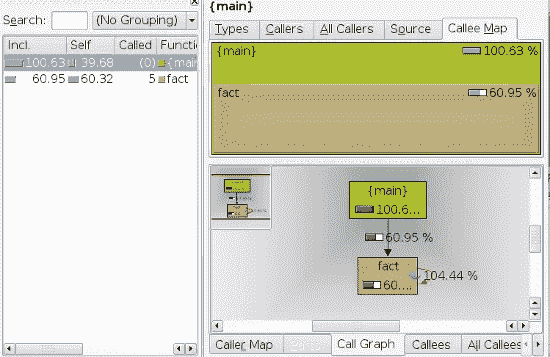 Search: (No Grouping)
Incl. Self Called Functi
100.63 39.68 (0) {mai
60.95 60.32 5 fact
{main}
Types Callers All Callers Source Callee Map
{main} 100.63 %
fact 60.95 %
{main}
100.6...
60.95 %
fact
60....
104.44 %
Caller Map Call Graph Callees All Callees